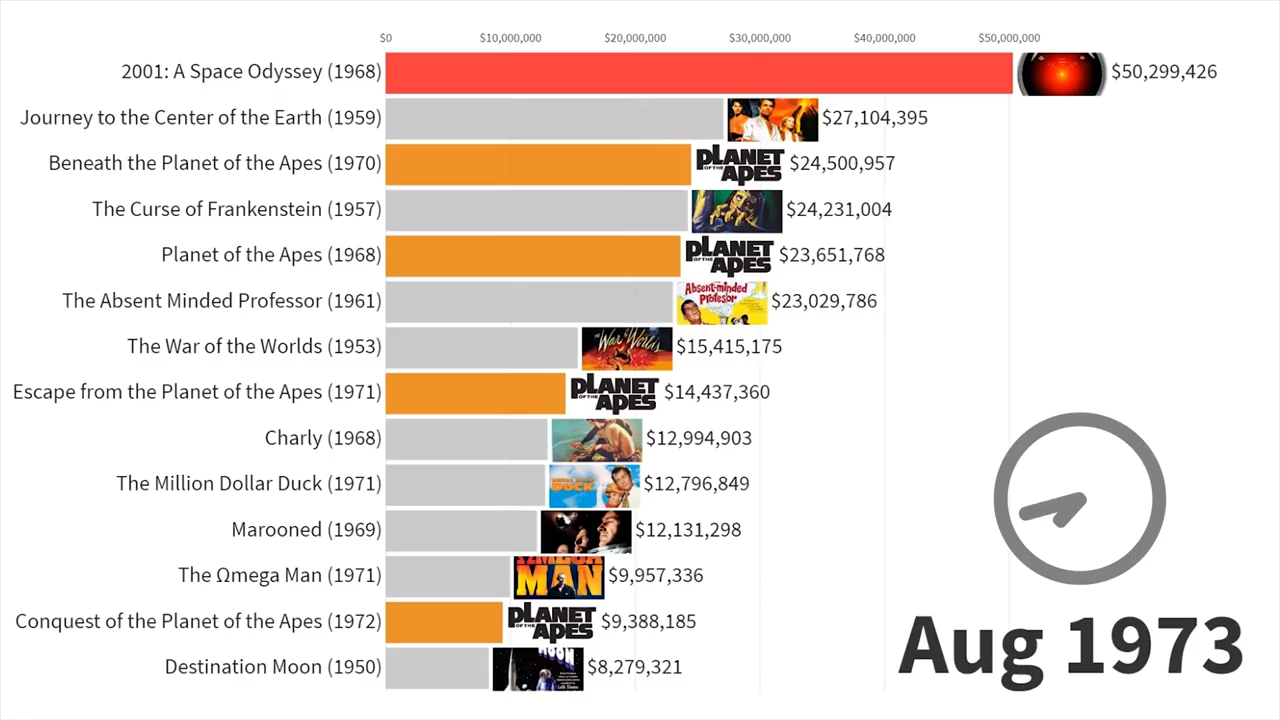 $0 $10,000,000 $20,000,000 $30,000,000 $40,000,000 $50,000,000
2001: A Space Odyssey (1968) $50,299,426
Journey to the Center of the Earth (1959) $27,104,395
Beneath the Planet of the Apes (1970) PLANET OF THE APES $24,500,957
The Curse of Frankenstein (1957) $24,231,004
Planet of the Apes (1968) PLANET OF THE APES $23,651,768
The Absent Minded Professor (1961) Absent-minded Profesor $23,029,786
The War of the Worlds (1953) The War of the Worlds $15,415,175
Escape from the Planet of the Apes (1971) PLANET OF THE APES $14,437,360
Charly (1968) $12,994,903
The Million Dollar Duck (1971) DUCK $12,796,849
Marooned (1969) $12,131,298
The Ωmega Man (1971) ΩMEGA MAN $9,957,336
Conquest of the Planet of the Apes (1972) PLANET OF THE APES $9,388,185
Destination Moon (1950) MOON $8,279,321
Aug 1973